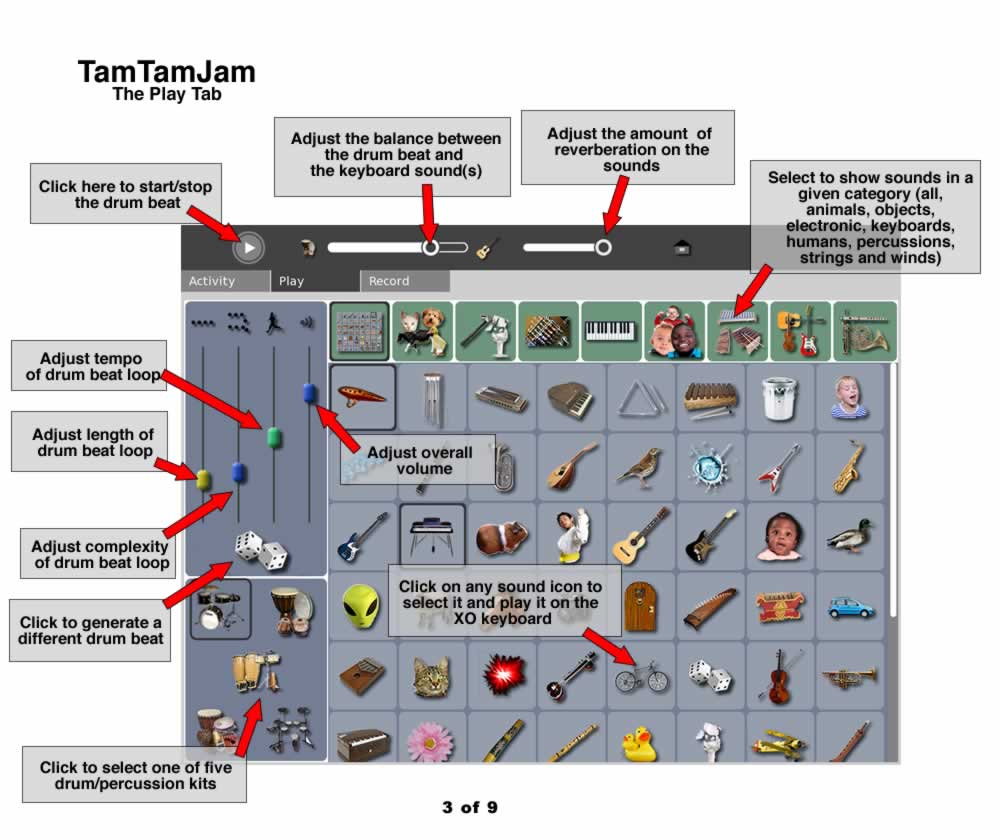 TamTamJam
The Play Tab
Adjust the balance between
the drum beat and
the keyboard sound(s)
Adjust the amount of
reverberation on the
sounds
Click here to start/stop
the drum beat
Select to show sounds in a
given category (all,
animals, objects,
electronic, keyboards,
humans, percussions,
strings and winds)
Activity
Play
Record
Adjust tempo
of drum beat loop
Adjust length of
drum beat loop
Adjust overall
volume
Adjust complexity
of drum beat loop
Click on any sound icon to
select it and play it on the
XO keyboard
Click to generate a
different drum beat
Click to select one of five
drum/percussion kits
3 of 9